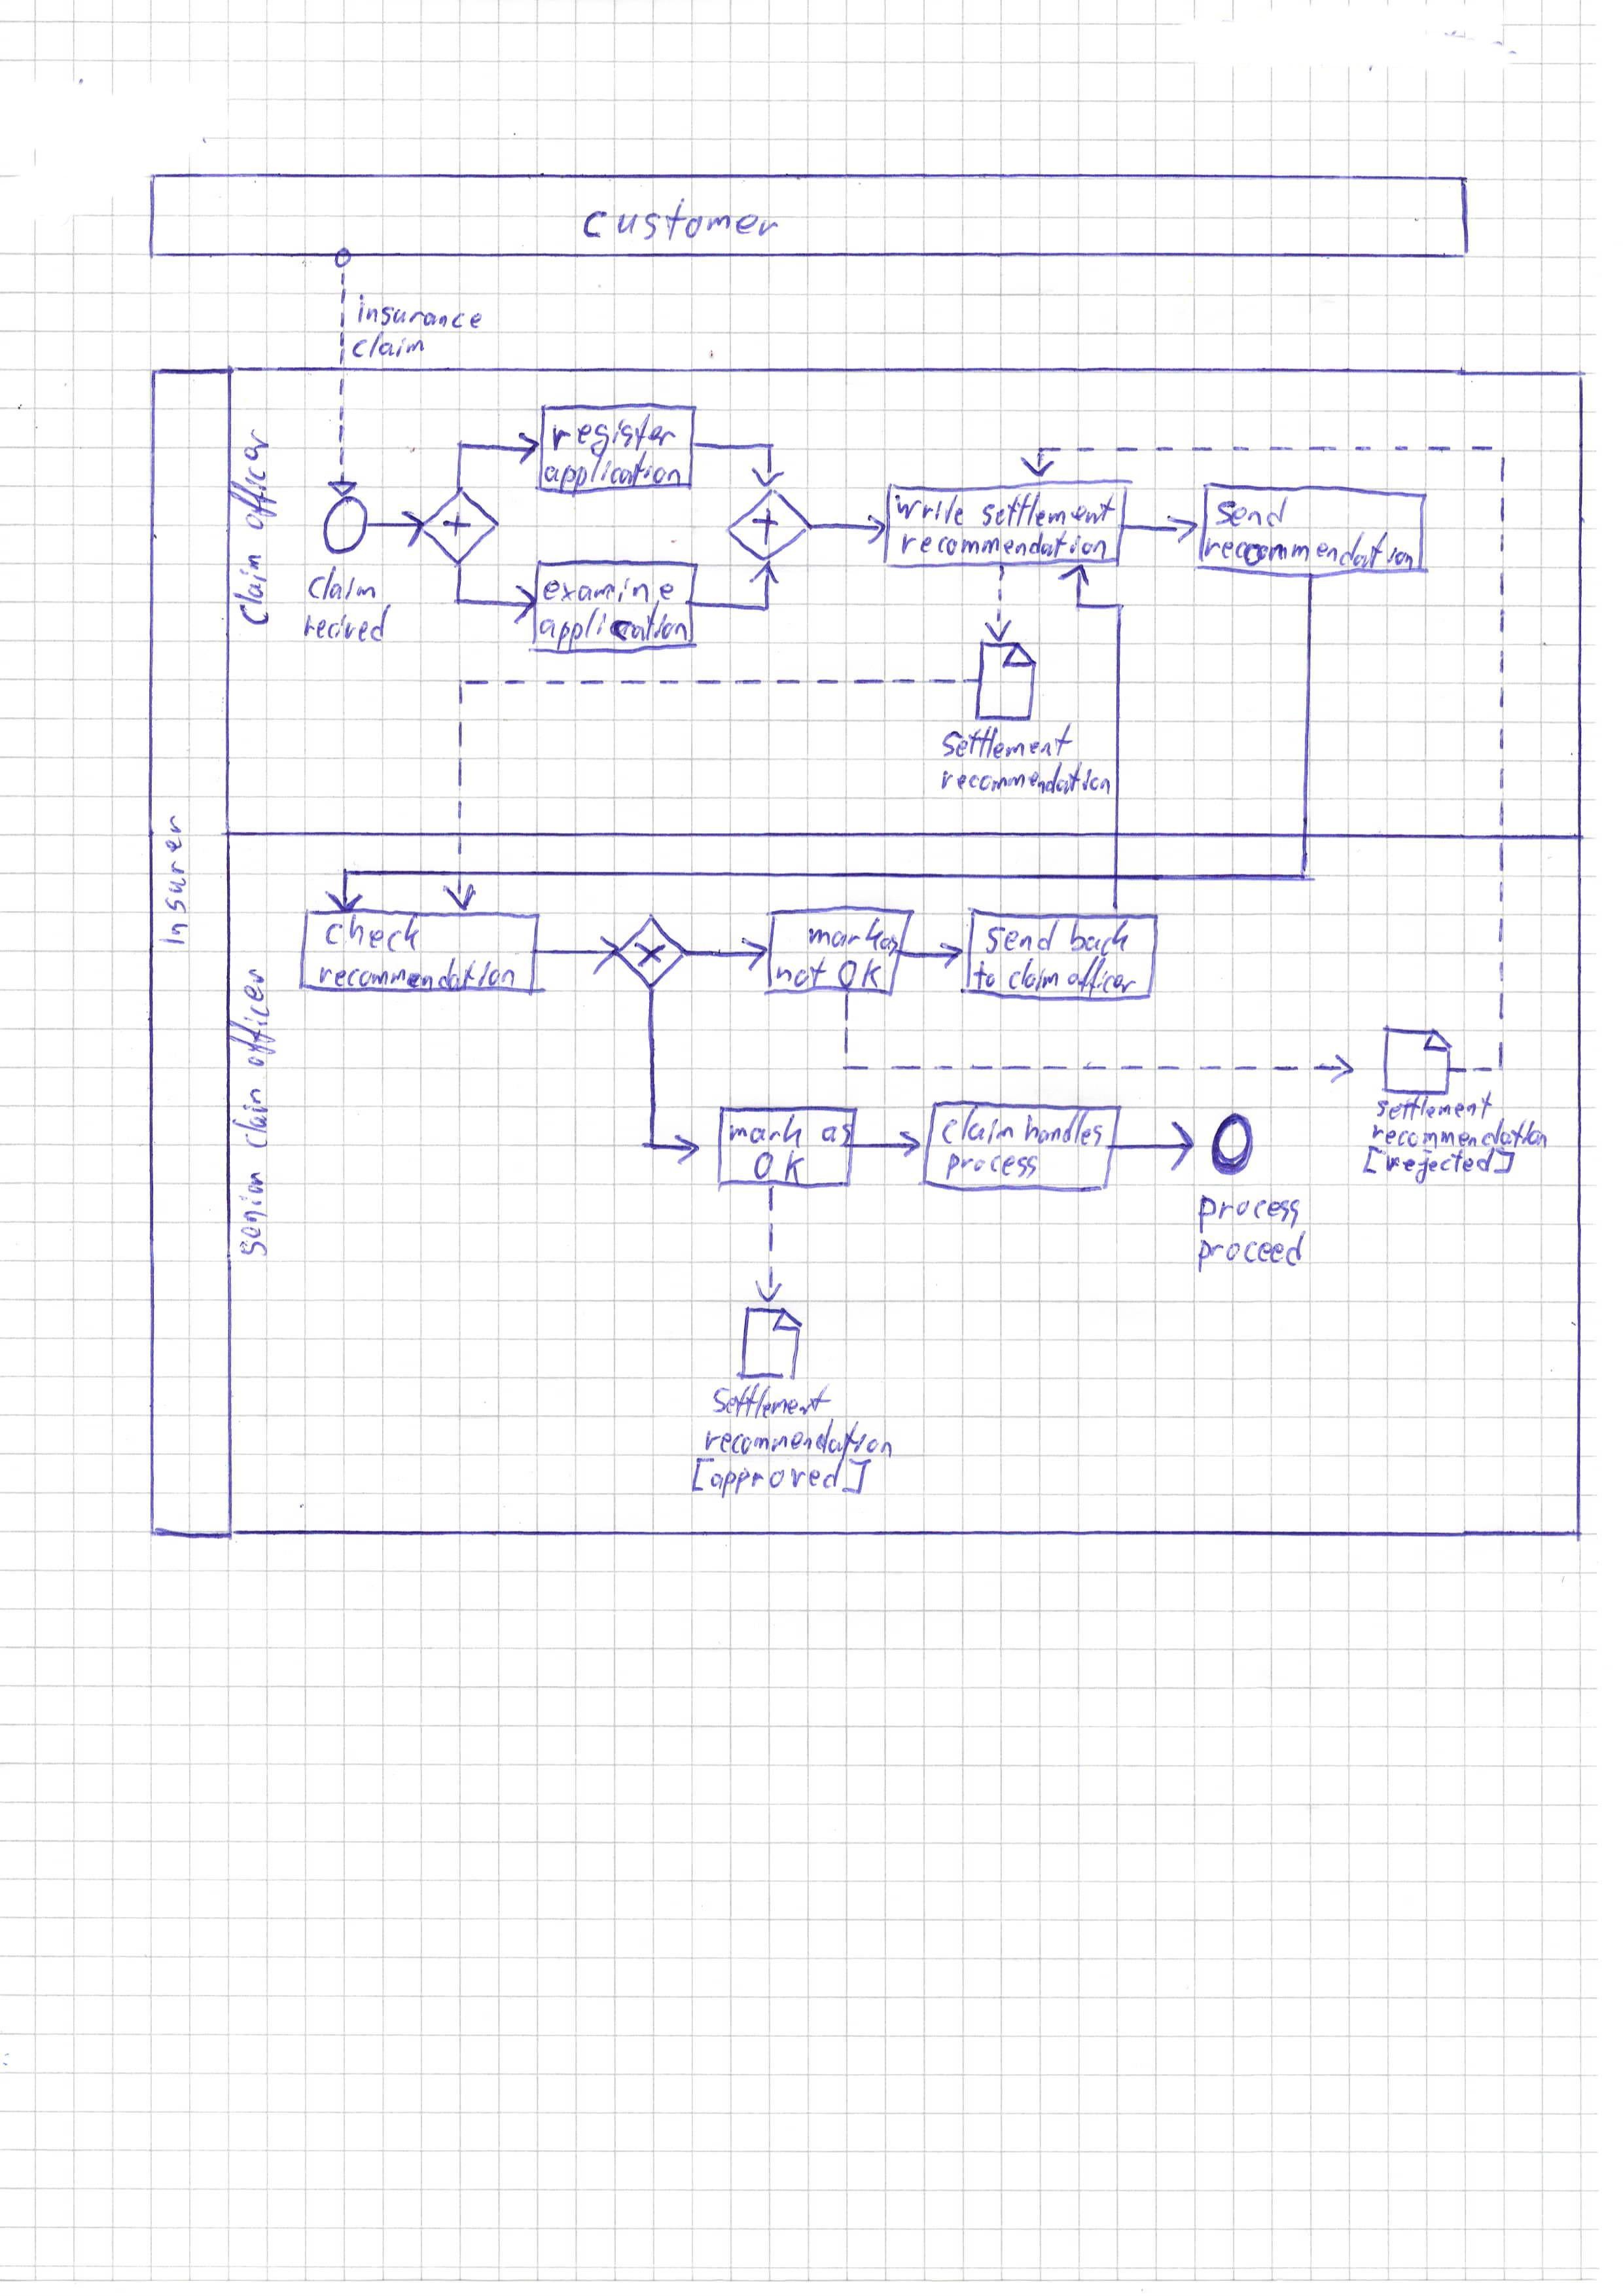 customer
insurance
claim
Insurer
Claim officer
claim
recived
register
application
examine
application
write settlement
recommendation
send
recommendation
settlement
recommendation
Senior claim officer
check
recommendation
mark as
not OK
send back
to claim officer
settlement
recommendation
[rejected]
mark as
OK
claim handles
process
process
proceed
Settlement
recommendation
[approved]